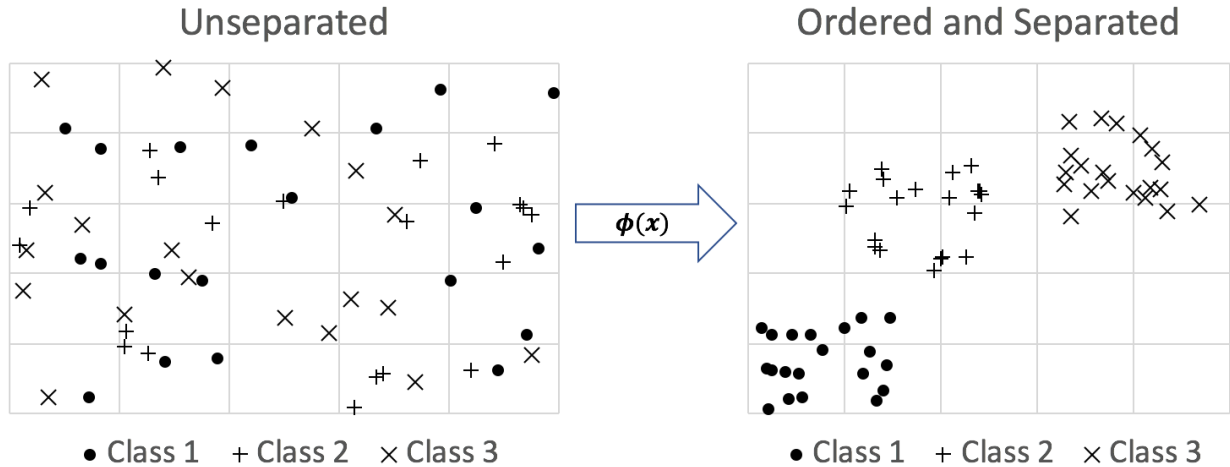 Unseparated
Ordered and Separated
ϕ(x)
Class 1 Class 2 Class 3
Class 1 Class 2 Class 3